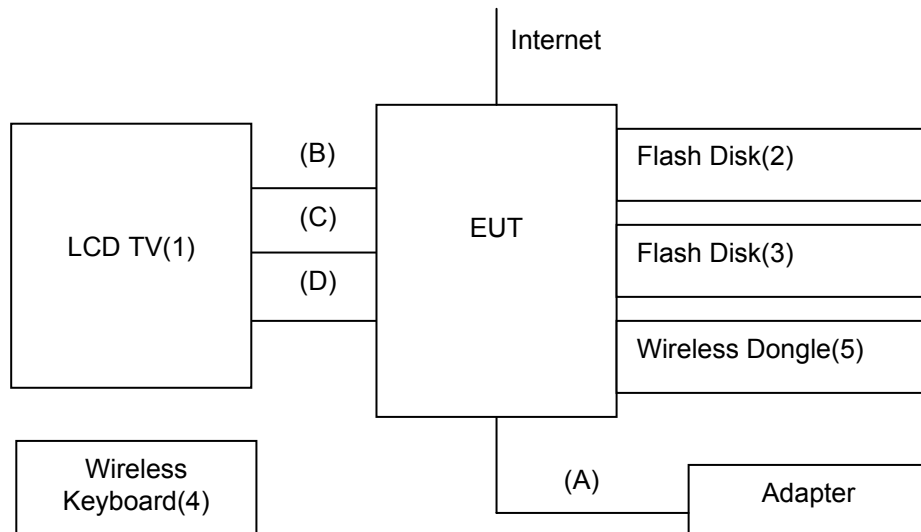 Internet
(B)
Flash Disk(2)
(C)
EUT
LCD TV(1)
Flash Disk(3)
(D)
Wireless Dongle(5)
Wireless
Keyboard(4)
(A)
Adapter